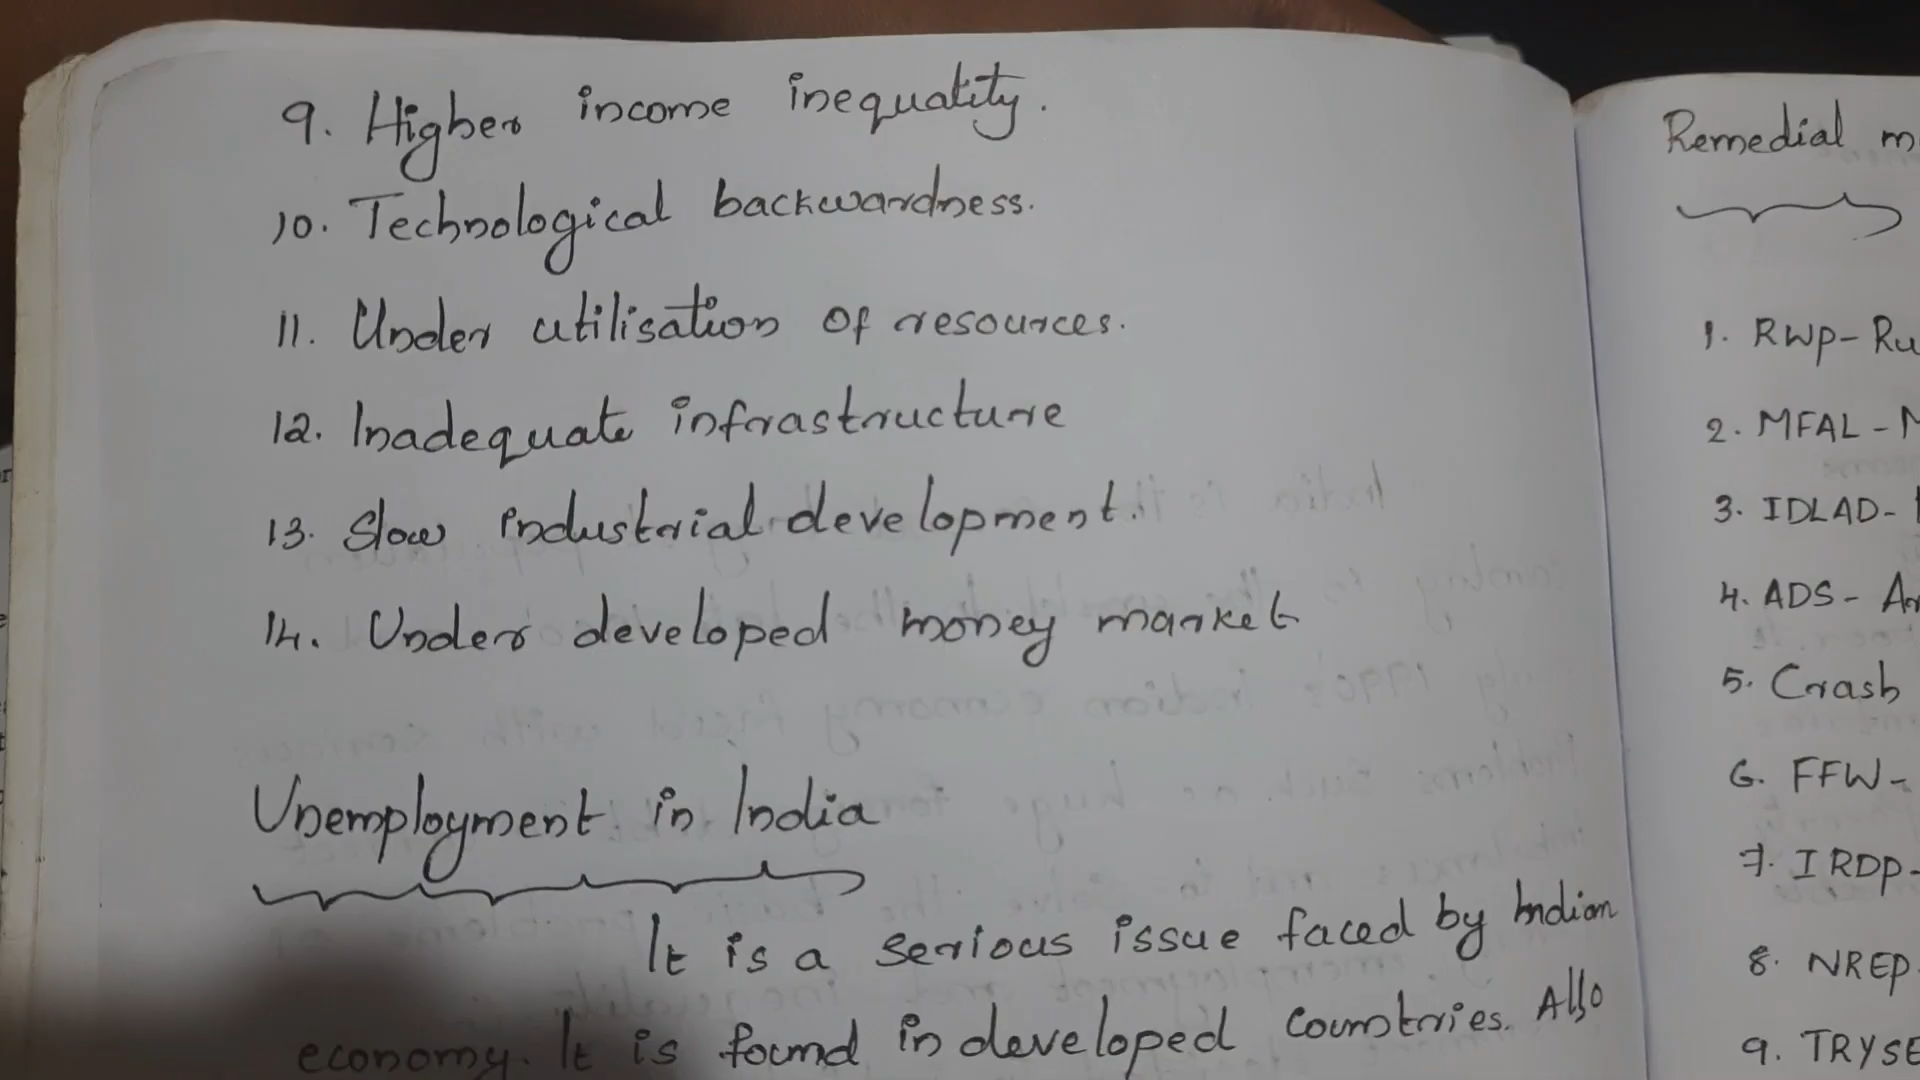 9. Higher income inequality.
10. Technological backwardness.
11. Under utilisation of resources.
12. Inadequate infrastructure
13. Slow industrial development.
14. Under developed money market
Unemployment in India
It is a serious issue faced by Indian
economy. It is found in developed countries. Also
Remedial
1. RWP-
2. MFAL -
3. IDLAD-
4. ADS -
5. Crash
6. FFW-
7. IRDP-
8. NREP-
9. TRYSE